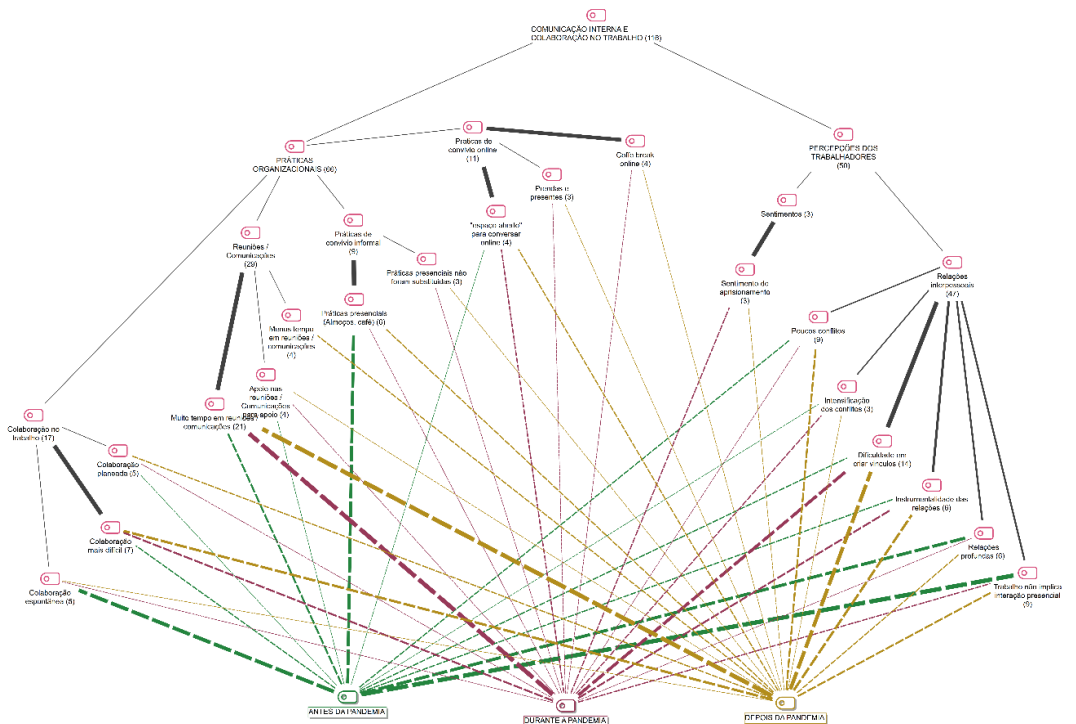 COMUNICAÇÃO INTERNA E
COLABORAÇÃO NO TRABALHO (116)
PRÁTICAS
ORGANIZACIONAIS (66)
Práticas de
convívio online
(11)
Coffe break
online (4)
PERCEPÇÕES DOS
TRABALHADORES
(50)
Prendas e
presentes (3)
Sentimentos (3)
"espaço aberto"
para conversar
online (4)
Práticas de
convívio informal
(9)
Reuniões /
Comunicações
(29)
Práticas presenciais não
foram substituídas (3)
Sentimento de
aprisionamento
(3)
Relações
interpessoais
(47)
Práticas presenciais
(Almoços, café) (6)
Menos tempo
em reuniões /
comunicações
(4)
Poucos conflitos
(9)
Apoio nas
reuniões /
Comunicações
para apoio (4)
Intensificação
dos conflitos (3)
Muito tempo em reuniões /
comunicações (21)
Colaboração no
trabalho (17)
Colaboração
planeada (5)
Dificuldade em
criar vínculos (14)
Instrumentalidade das
relações (6)
Colaboração
mais difícil (7)
Relações
profundas (6)
Colaboração
espontânea (5)
Trabalho não implica
interação presencial
(9)
ANTES DA PANDEMIA
DURANTE A PANDEMIA
DEPOIS DA PANDEMIA